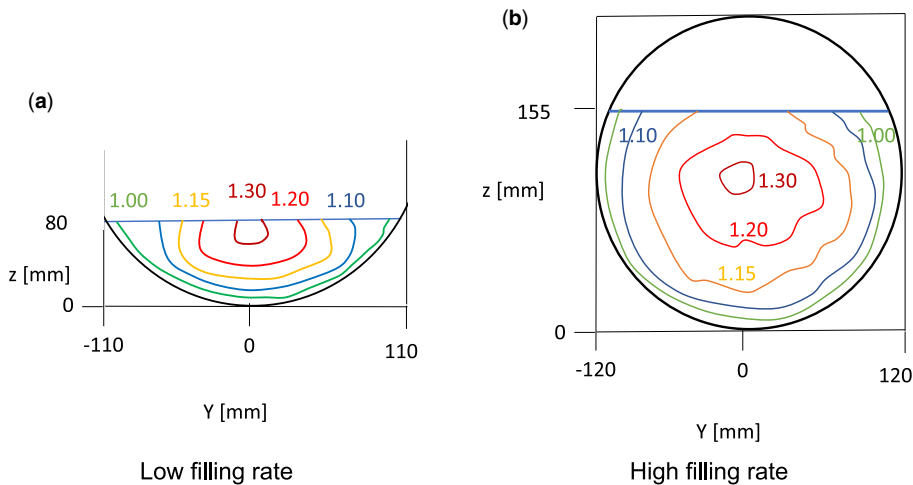 (a)
1.00 1.15 1.30 1.20 1.10
80
z [mm]
0
-110 0 110
Y [mm]
Low filling rate
(b)
155
1.10 1.00
z [mm]
1.30
1.20
1.15
0
-120 0 120
Y [mm]
High filling rate